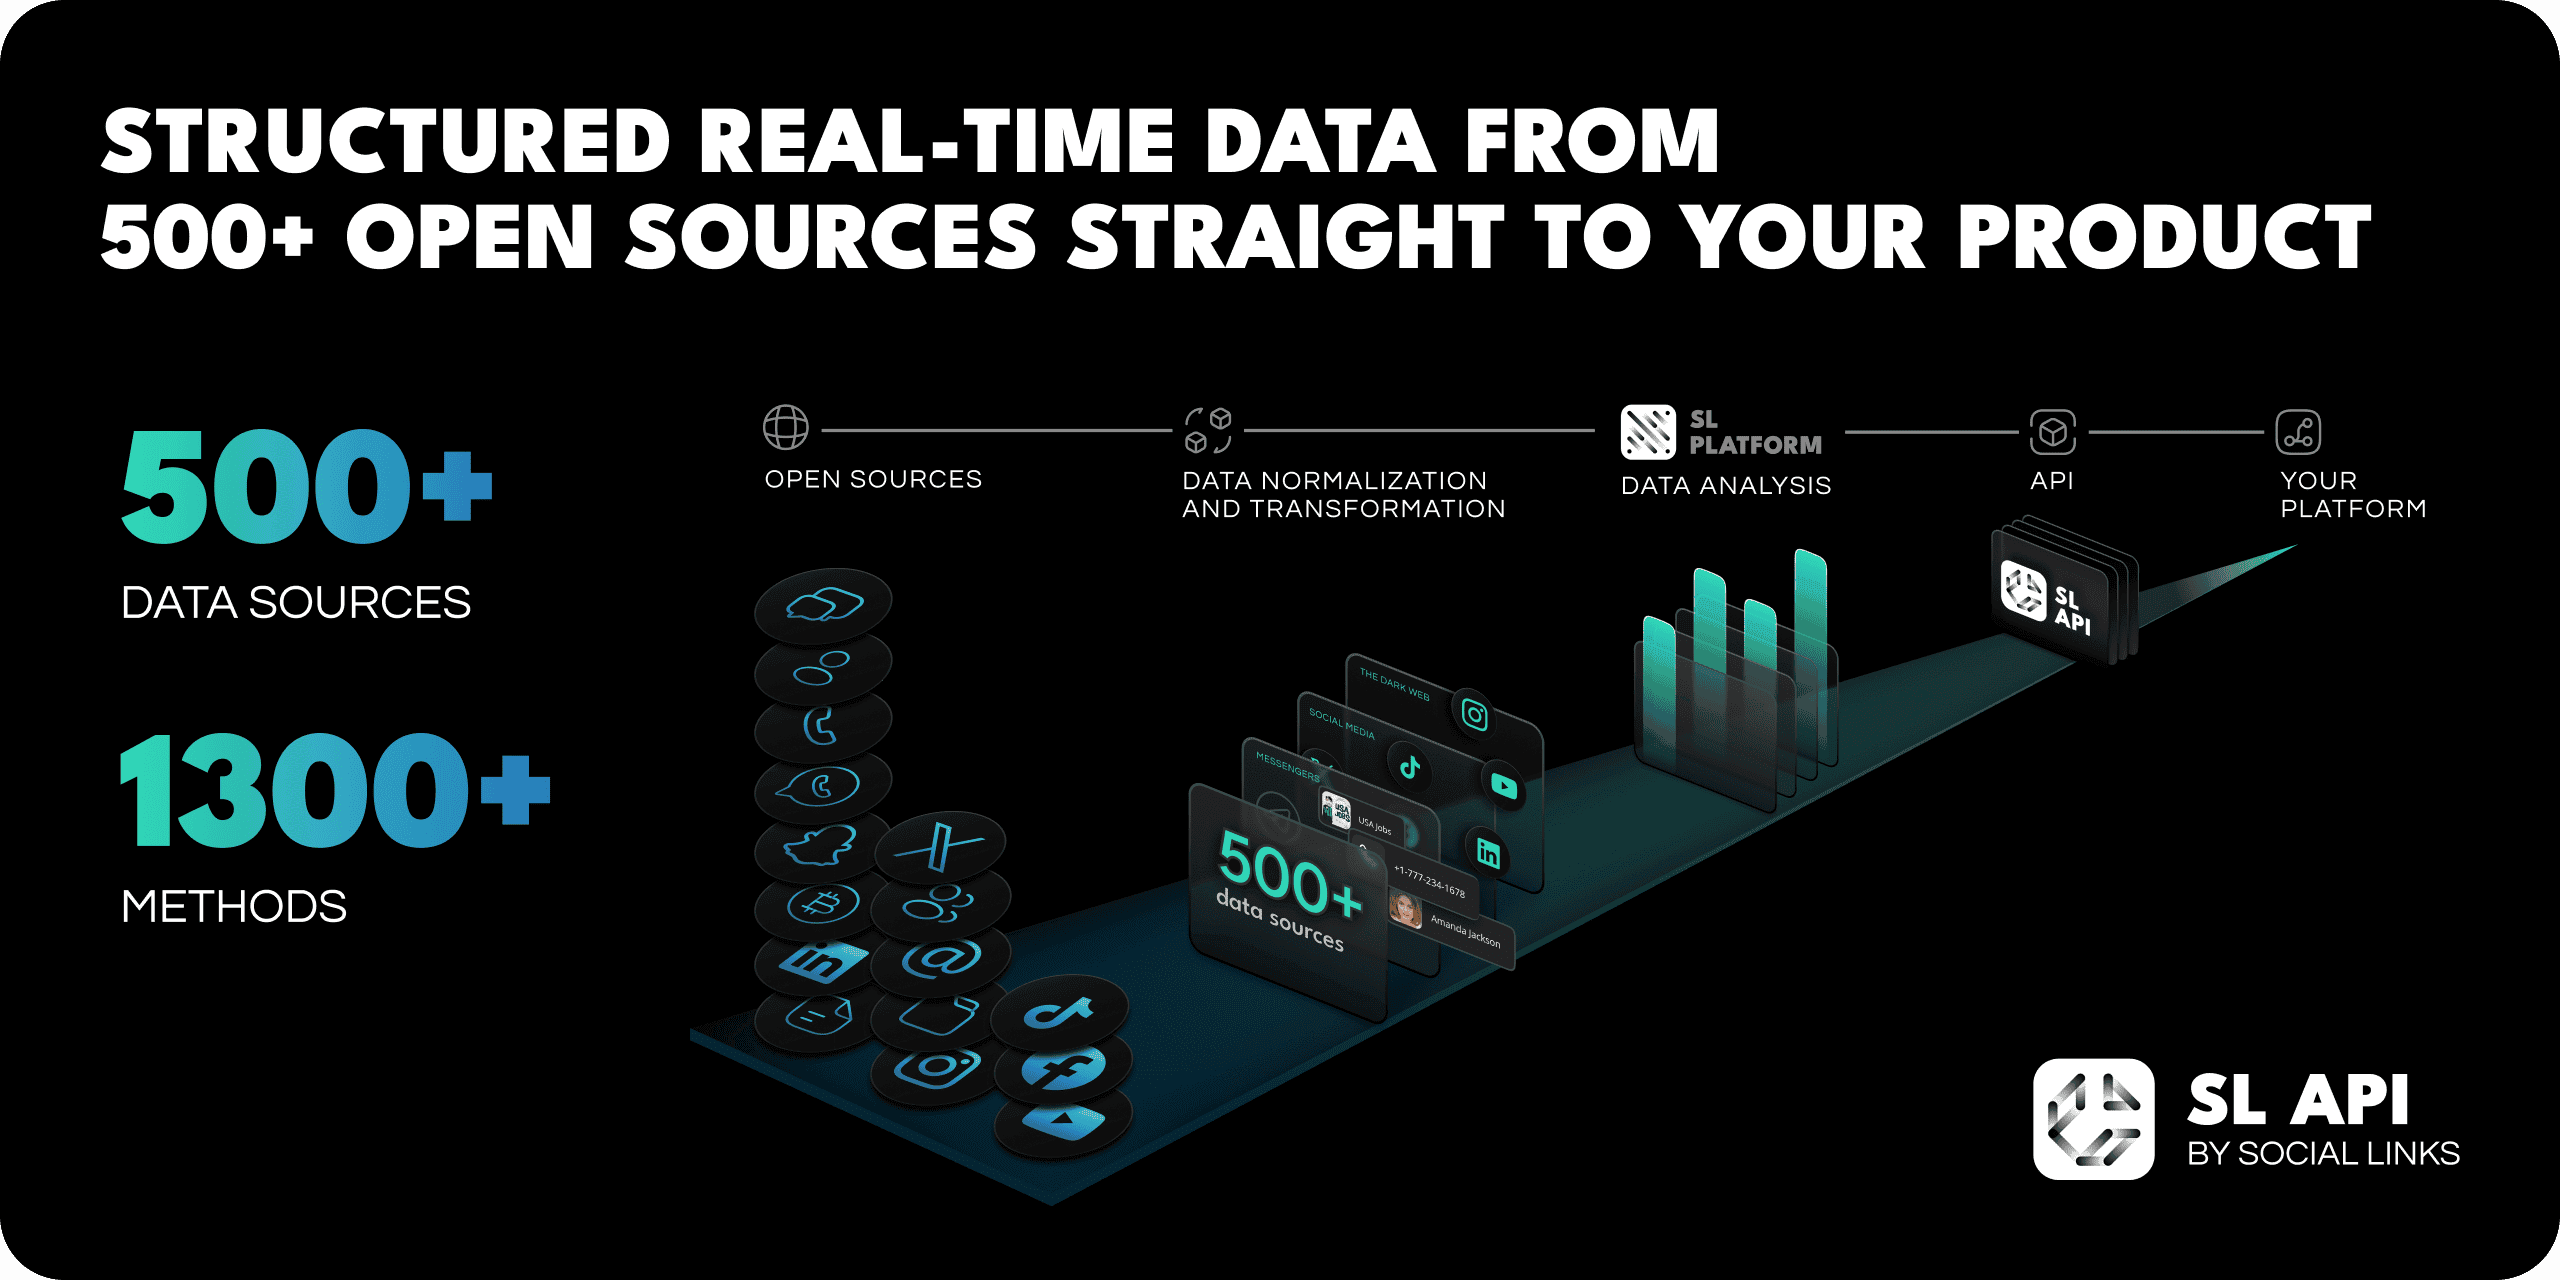 STRUCTURED REAL-TIME DATA FROM
500+ OPEN SOURCES STRAIGHT TO YOUR PRODUCT
500+
DATA SOURCES
1300+
METHODS
OPEN SOURCES
DATA NORMALIZATION
AND TRANSFORMATION
SL
PLATFORM
DATA ANALYSIS
API
YOUR
PLATFORM
SL
API
THE DARK WEB
SOCIAL MEDIA
MESSENGERS
USA Jobs
+1-777-234-1678
Amanda Jackson
500+
data sources
in
in
SL API
BY SOCIAL LINKS